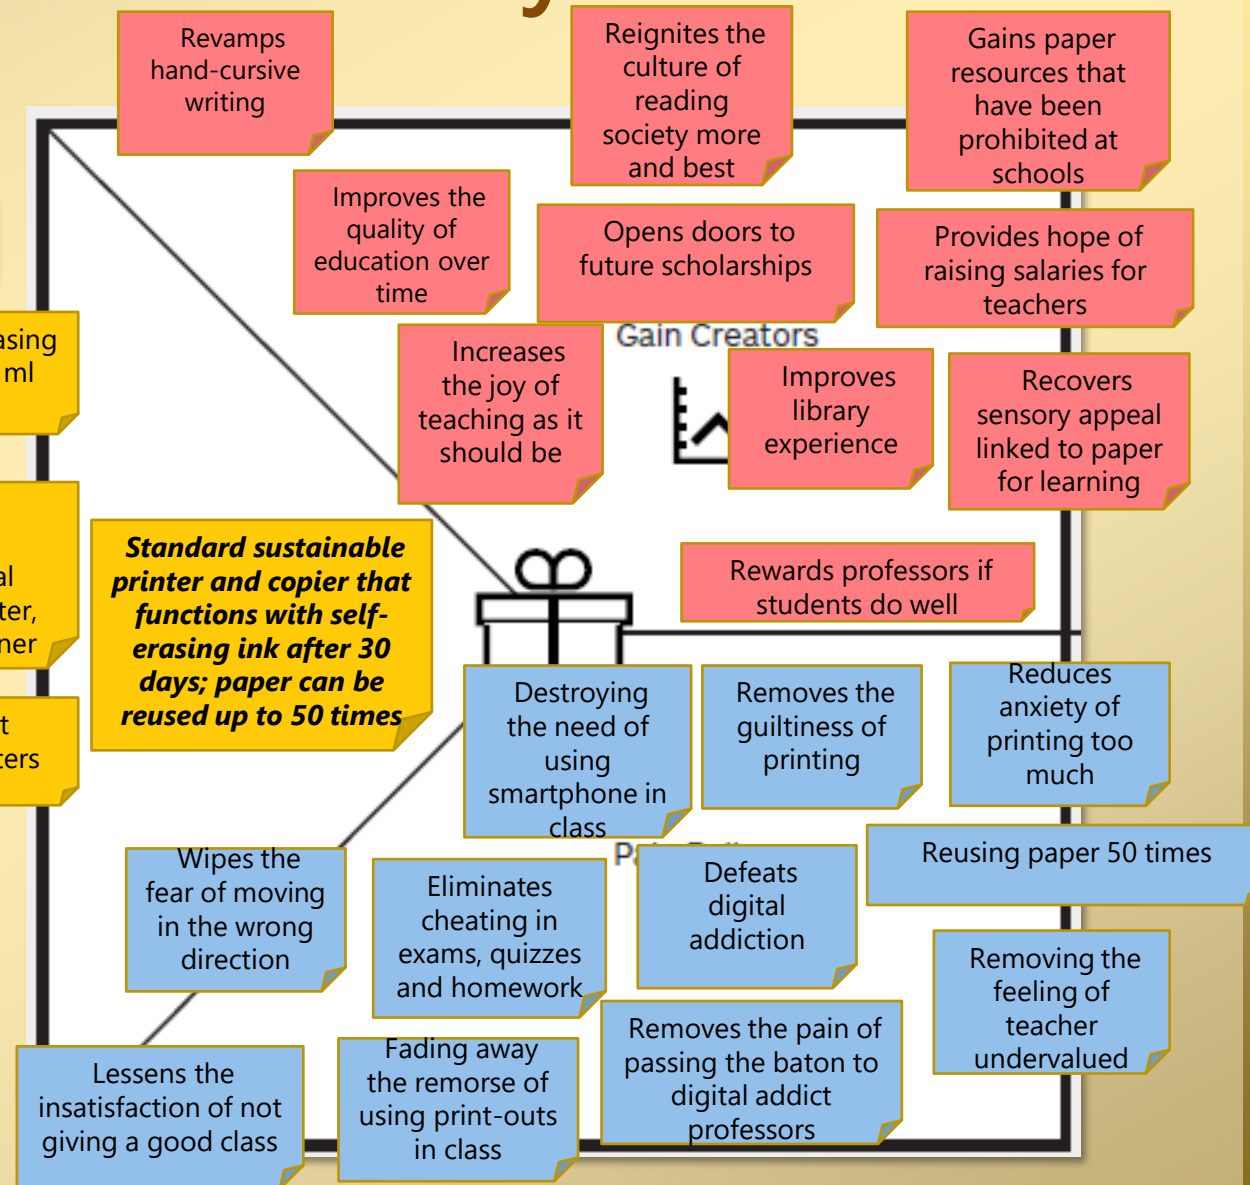 Revamps
hand-cursive
writing
Reignites the
culture of
reading
society more
and best
Gains paper
resources that
have been
prohibited at
schools
Improves the
quality of
education over
time
Opens doors to
future scholarships
Provides hope of
raising salaries for
teachers
Gain Creators
Increases
the joy of
teaching as it
should be
Improves
library
experience
Recovers
sensory appeal
linked to paper
for learning
ml
Standard sustainable
printer and copier that
functions with self-
erasing ink after 30
days; paper can be
reused up to 50 times
Rewards professors if
students do well
Destroying
the need of
using
smartphone in
class
Removes the
guiltiness of
printing
Reduces
anxiety of
printing too
much
Wipes the
fear of moving
in the wrong
direction
Eliminates
cheating in
exams, quizzes
and homework
Defeats
digital
addiction
Reusing paper 50 times
Removing the
feeling of
teacher
undervalued
Lessens the
insatisfaction of not
giving a good class
Fading away
the remorse of
using print-outs
in class
Removes the pain of
passing the baton to
digital addict
professors